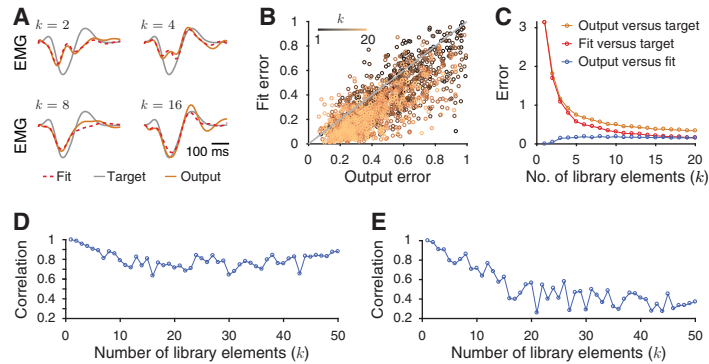 A
k = 2
k = 4
EMG
k = 8
k = 16
EMG
100 ms
Fit
Target
Output
B
k
1
20
1.0
0.8
0.6
0.4
0.2
0
Fit error
0
0.2
0.4
0.6
0.8
1.0
Output error
C
Output versus target
Fit versus target
Output versus fit
3
2
1
0
Error
0
5
10
15
20
No. of library elements (k)
D
1
0.8
0.6
0.4
0.2
Correlation
0
10
20
30
40
50
Number of library elements (k)
E
1
0.8
0.6
0.4
0.2
Correlation
0
10
20
30
40
50
Number of library elements (k)